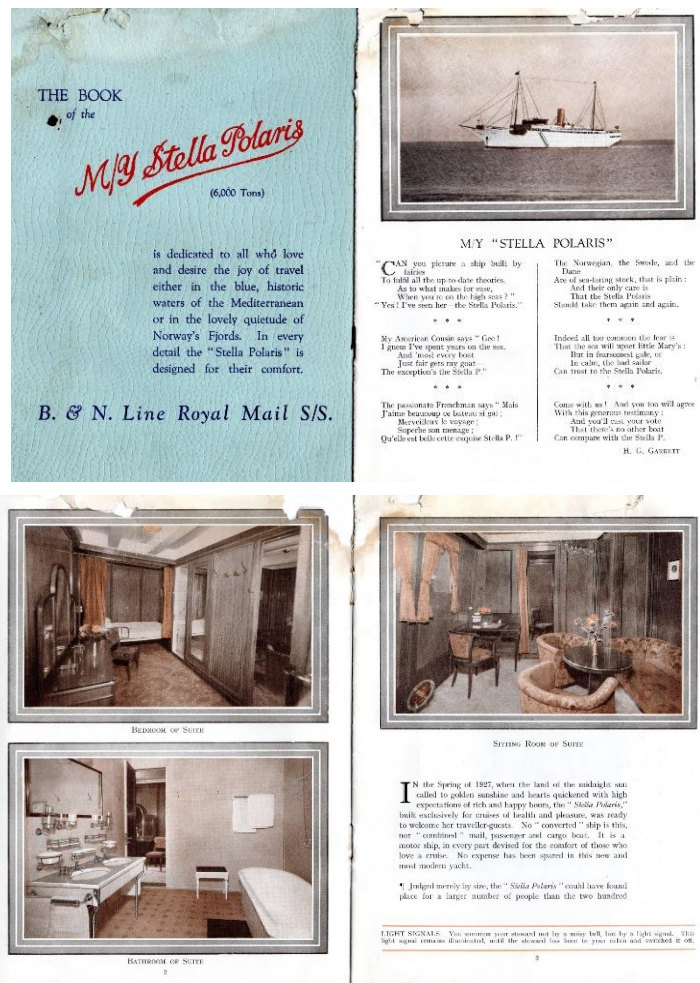 THE BOOK
of the
M/Y Stella Polaris
(6,000 Tons)
is dedicated to all who love
and desire the joy of travel
either in the blue, historic
waters of the Mediterranean
or in the lovely quietude of
Norway's Fjords. In every
detail the "Stella Polaris" is
designed for their comfort.
B. & N. Line Royal Mail S/S.
M/Y "STELLA POLARIS"
"CAN you picture a ship built by
fairies
To fulfil all the up-to-date theories.
As to what makes for ease,
When you're on the high seas?"
"Yes! I've seen her—the Stella Polaris."
* * *
My American Cousin says "Gee!
I guess I've spent years on the sea.
And 'most every boat
Just fair gets my goat
The exception's the Stella P."
* * *
The passionate Frenchman says "Mais
J'aime beaucoup ce bateau si gai;
Merveilleux le voyage;
Superbe son menage;
Qu'elle est belle cette exquise Stella P.!"
The Norwegian, the Swede, and the
Dane
Are of sea-faring stock, that is plain:
And their only care is
That the Stella Polaris
Should take them again and again.
* * *
Indeed all too common the fear is
That the sea will upset little Mary's:
But in fearsomest gale, or
In calm, the bad sailor
Can trust to the Stella Polaris.
* * *
Come with us! And you too will agree
With this generous testimony:
And you'll cast your vote
That there's no other boat
Can compare with the Stella P.
H. G. GARRETT
BEDROOM OF SUITE
BATHROOM OF SUITE
2
SITTING ROOM OF SUITE
IN the Spring of 1927, when the land of the midnight sun
called to golden sunshine and hearts quickened with high
expectations of rich and happy hours, the "Stella Polaris,"
built exclusively for cruises of health and pleasure, was ready
to welcome her traveller-guests. No "converted" ship is this,
nor "combined" mail, passenger and cargo boat. It is a
motor ship, in every part devised for the comfort of those who
love a cruise. No expense has been spared in this new and
most modern yacht.
¶ Judged merely by size, the "Stella Polaris" could have found
place for a larger number of people than the two hundred
LIGHT SIGNALS. You summon your steward not by a noisy bell, but by a light signal. This
light signal remains illuminated, until the steward has been to your cabin and switched it off.
3